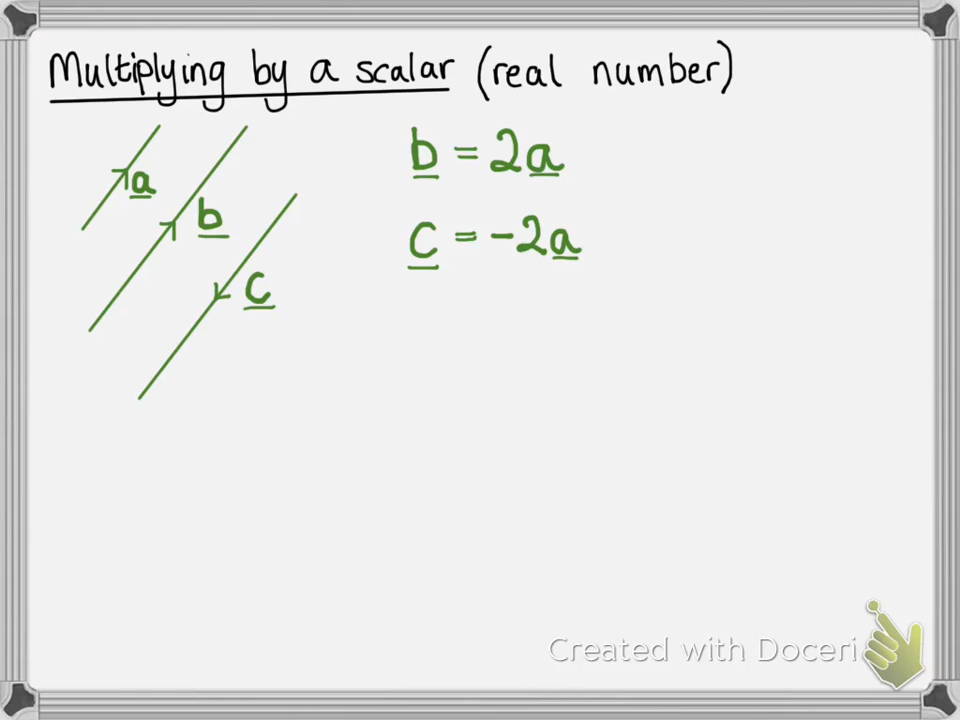 Multiplying by a scalar (real number)
a
b
c
b = 2a
c = -2a
Created with Doceri